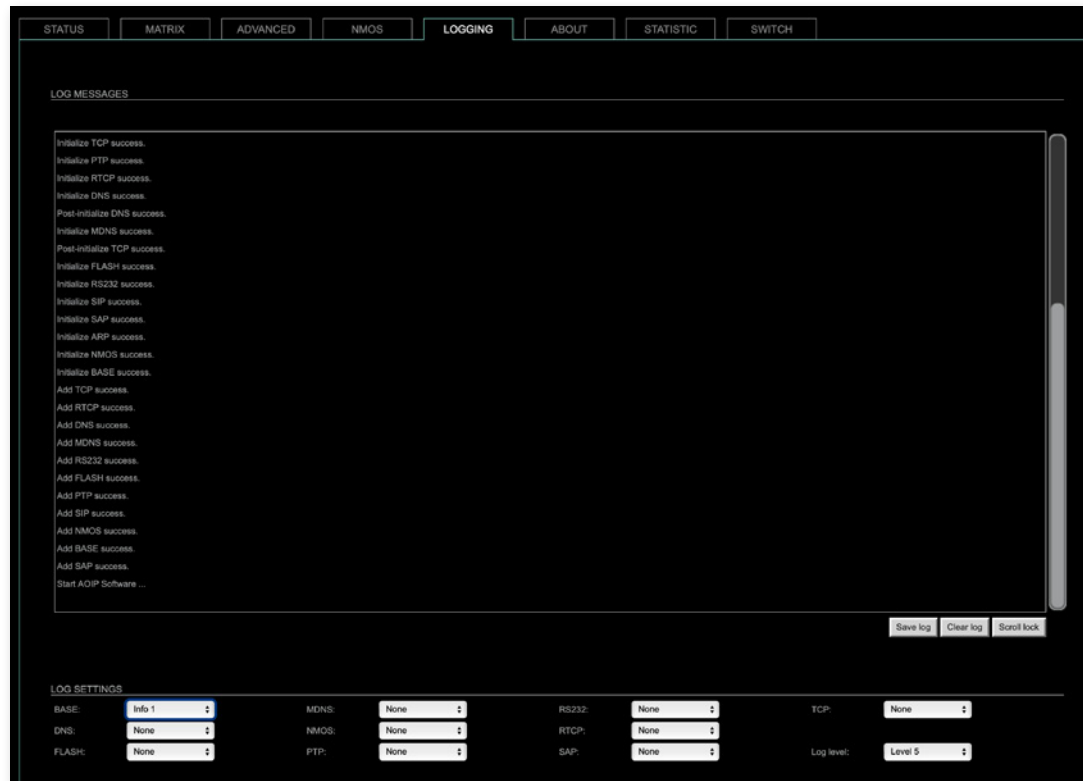 STATUS MATRIX ADVANCED NMOS LOGGING ABOUT STATISTIC SWITCH
LOG MESSAGES
Initialize TCP success.
Initialize PTP success.
Initialize RTCP success.
Initialize DNS success.
Post-initialize DNS success.
Initialize MDNS success.
Post-initialize TCP success.
Initialize FLASH success.
Initialize RS232 success.
Initialize SIP success.
Initialize SAP success.
Initialize ARP success.
Initialize NMOS success.
Initialize BASE success.
Add TCP success.
Add RTCP success.
Add DNS success.
Add MDNS success.
Add RS232 success.
Add FLASH success.
Add PTP success.
Add SIP success.
Add NMOS success.
Add BASE success.
Add SAP success.
Start AOIP Software ...
Save log Clear log Scroll lock
LOG SETTINGS
BASE: Info 1 MDNS: None RS232: None TCP: None
DNS: None NMOS: None RTCP: None
FLASH: None PTP: None SAP: None Log level: Level 5